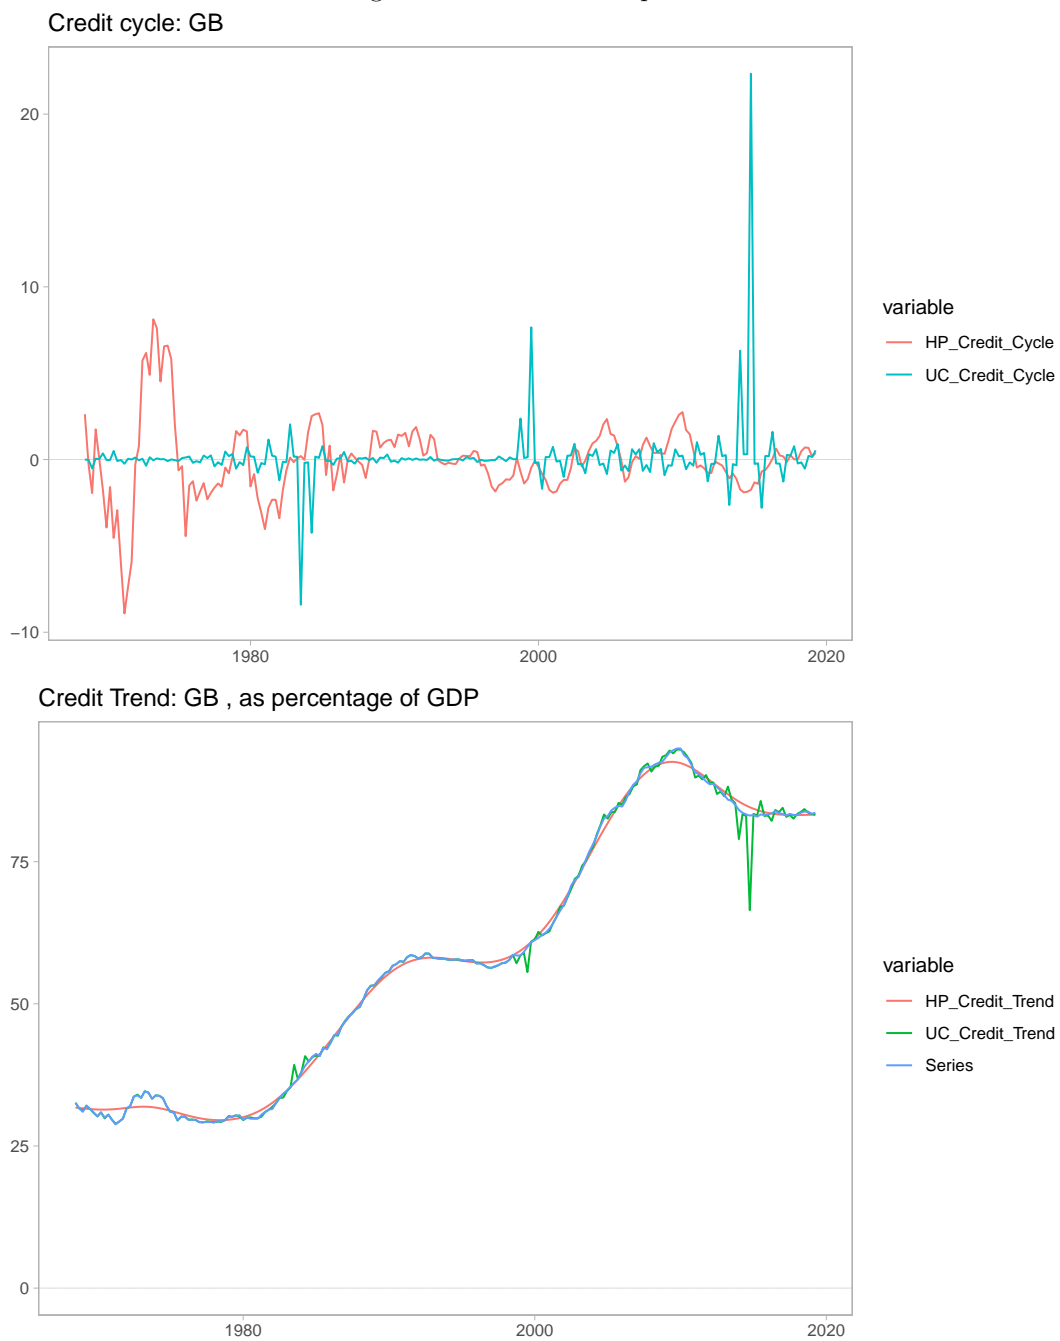 Credit cycle: GB
20
10
0
−10
1980
2000
2020
variable
HP_Credit_Cycle
UC_Credit_Cycle
Credit Trend: GB , as percentage of GDP
75
50
25
0
1980
2000
2020
variable
HP_Credit_Trend
UC_Credit_Trend
Series